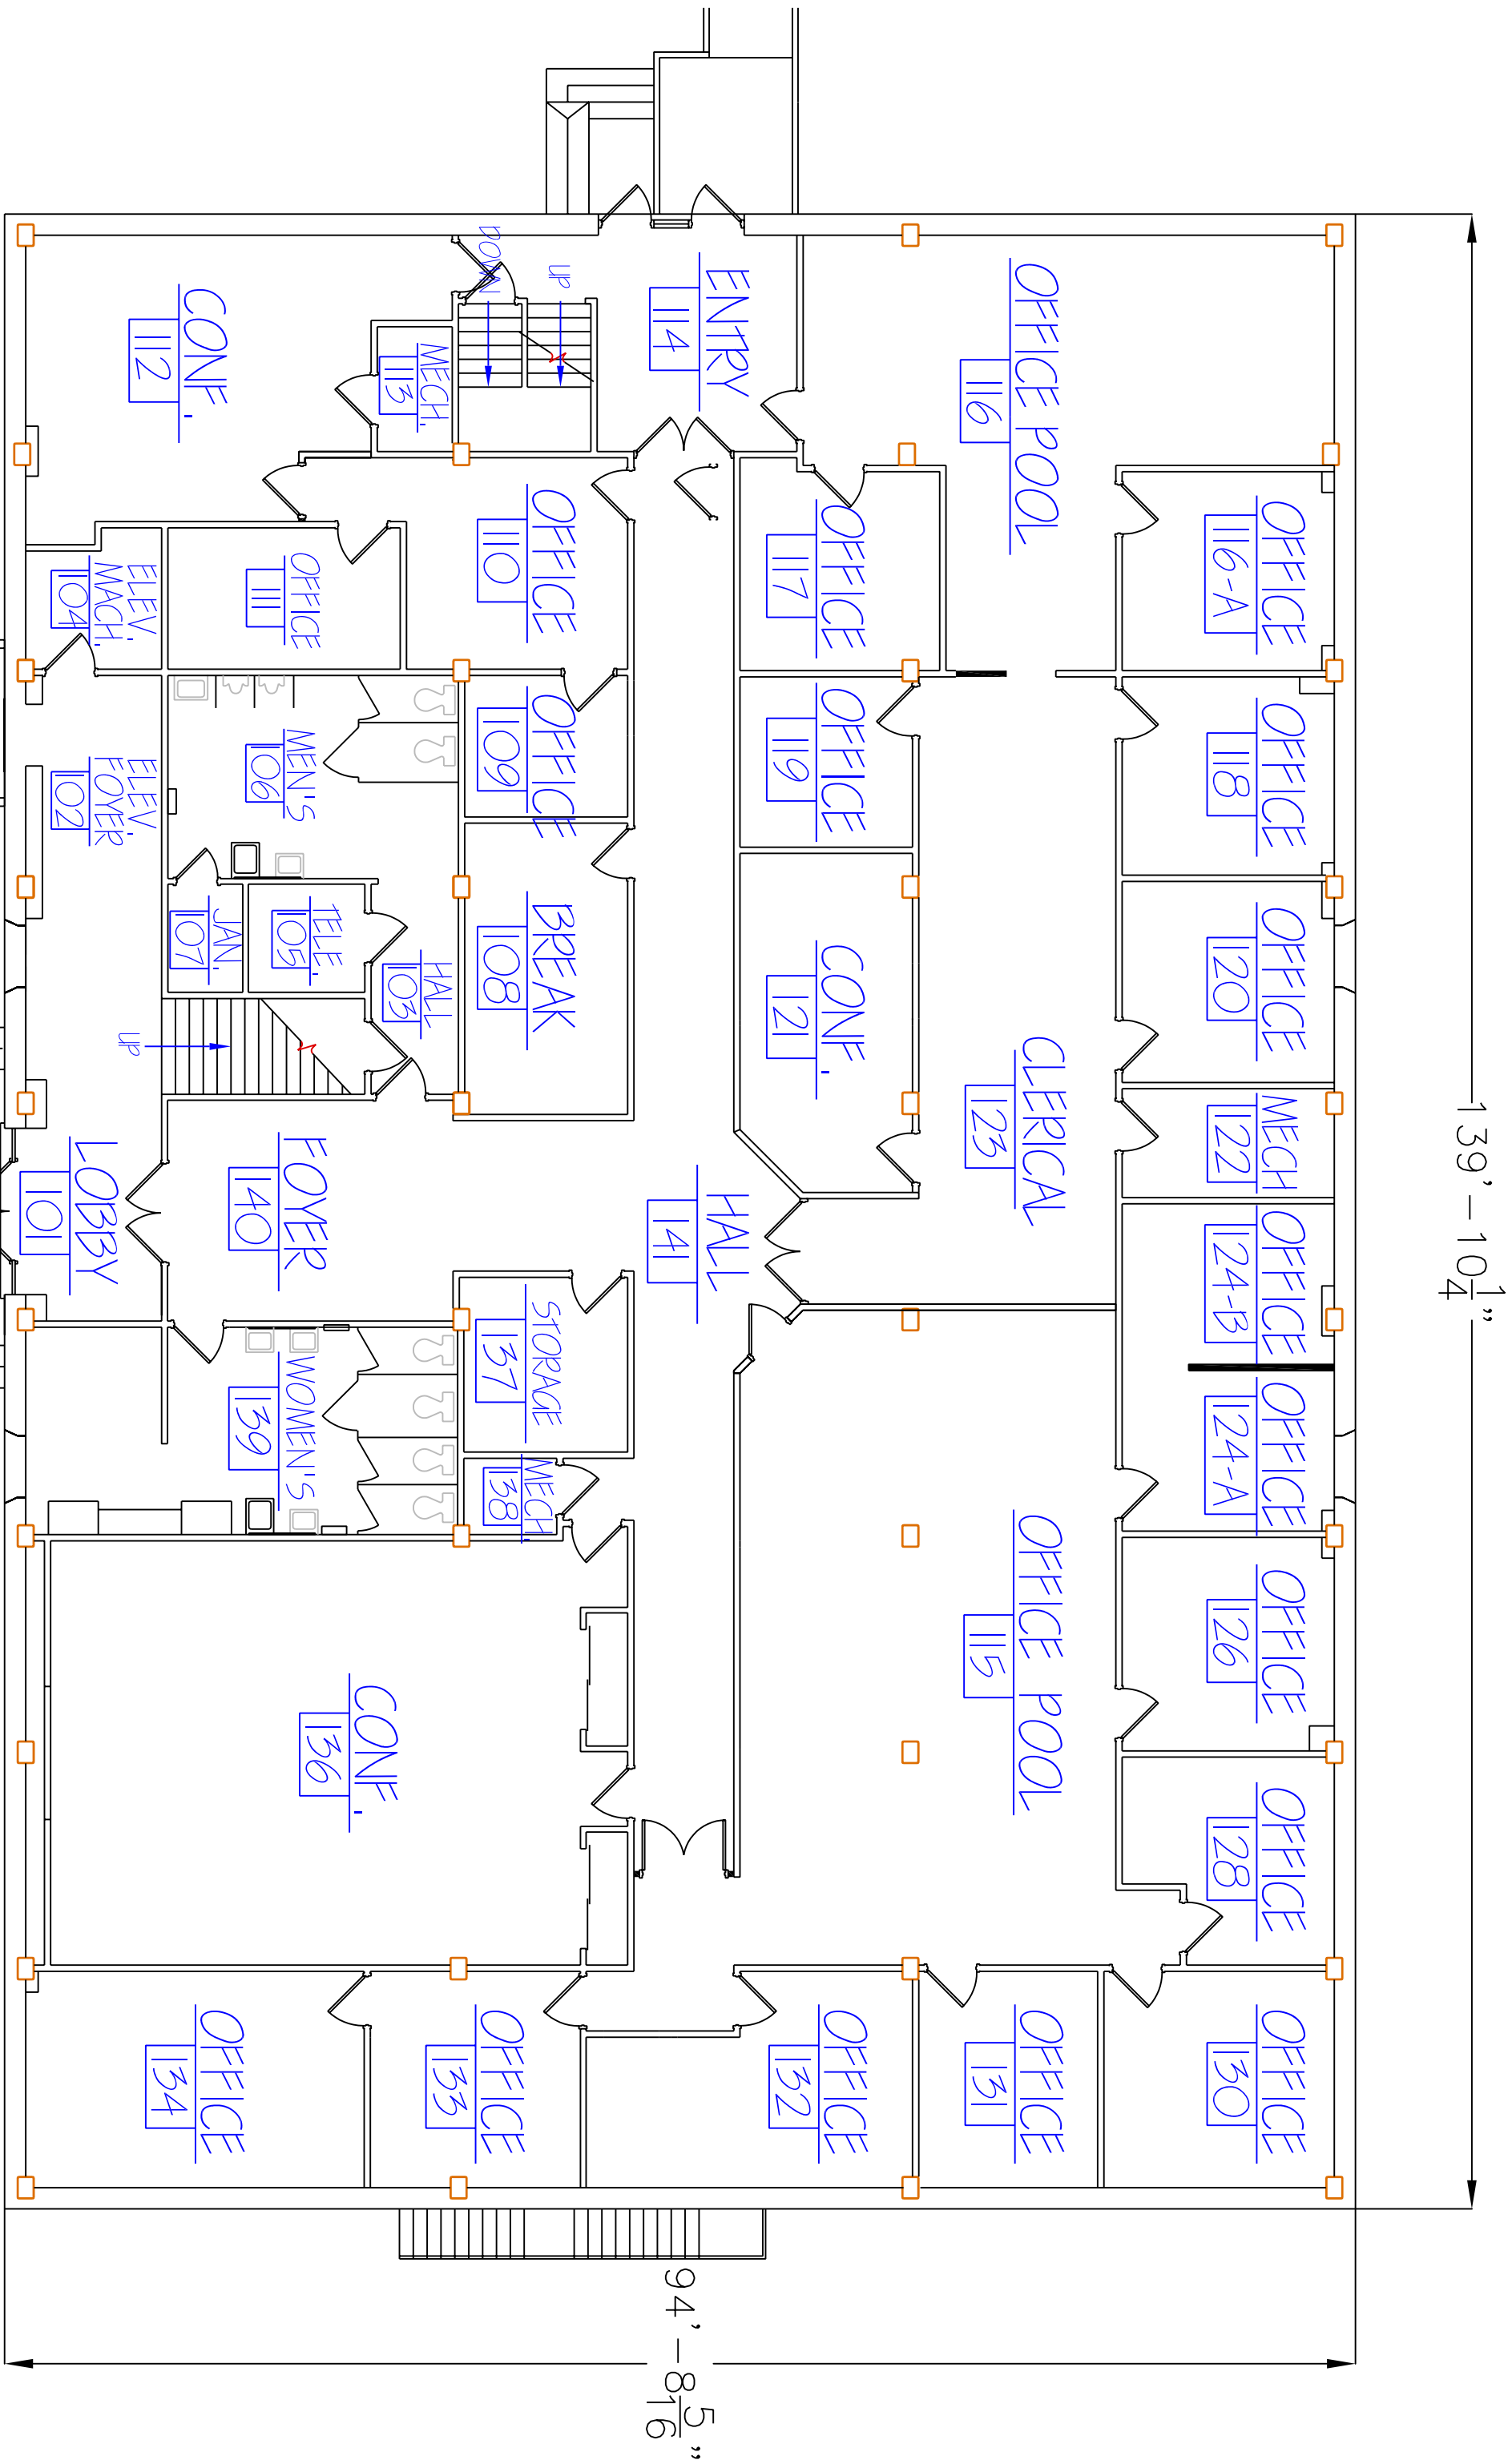 139'-10 1/4"
OFFICE
116-A
OFFICE
118
OFFICE
120
MECH
122
OFFICE
124-B
OFFICE
124-A
OFFICE
126
OFFICE
128
OFFICE
130
OFFICE POOL
116
CLERICAL
123
OFFICE POOL
115
OFFICE
131
OFFICE
117
OFFICE
119
CONF.
121
OFFICE
132
ENTRY
114
HALL
141
94'-8 5/16"
UP
DOWN
OFFICE
110
OFFICE
109
BREAK
108
STORAGE
137
MECH.
138
OFFICE
133
MECH.
113
HALL
103
CONF.
136
OFFICE
111
MEN'S
106
TELE.
105
FOYER
140
WOMEN'S
139
OFFICE
134
CONF.
112
JAN.
107
UP
ELEV.
MACH.
104
ELEV.
FOYER
102
LOBBY
101